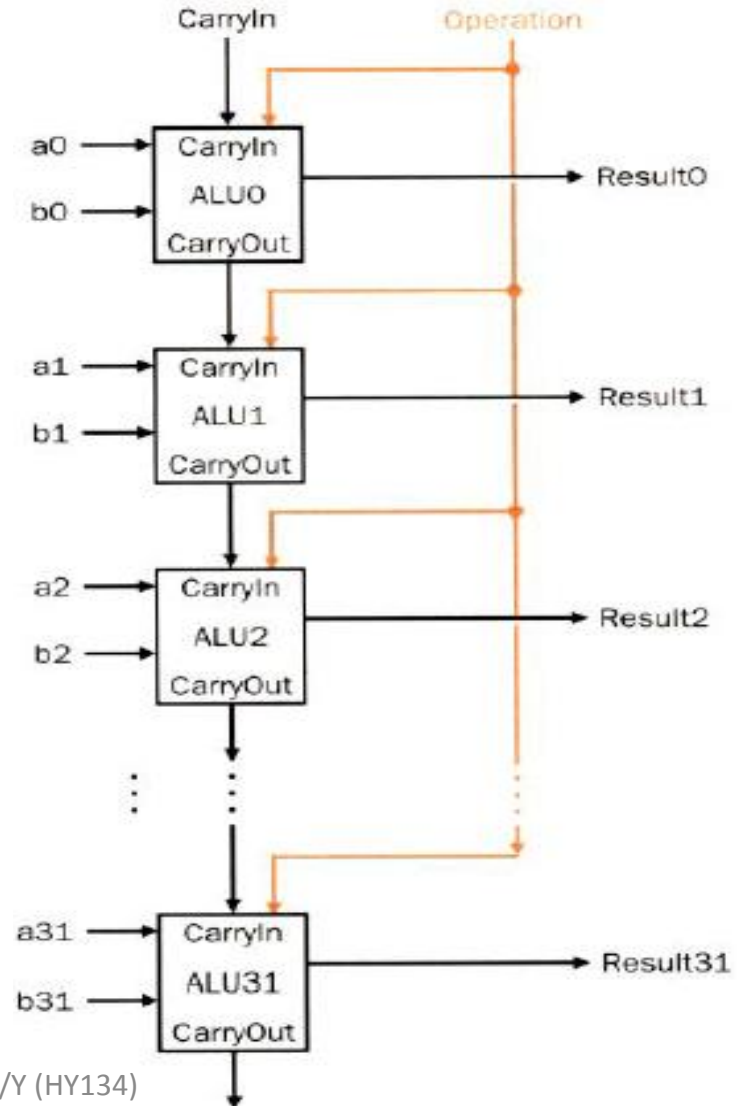 CarryIn Operation
a0 CarryIn
ALU0 Result0
b0
CarryOut
a1 CarryIn
ALU1 Result1
b1
CarryOut
a2 CarryIn
ALU2 Result2
b2
CarryOut
a31 CarryIn
ALU31 Result31
b31
CarryOut
/Y (HY134)